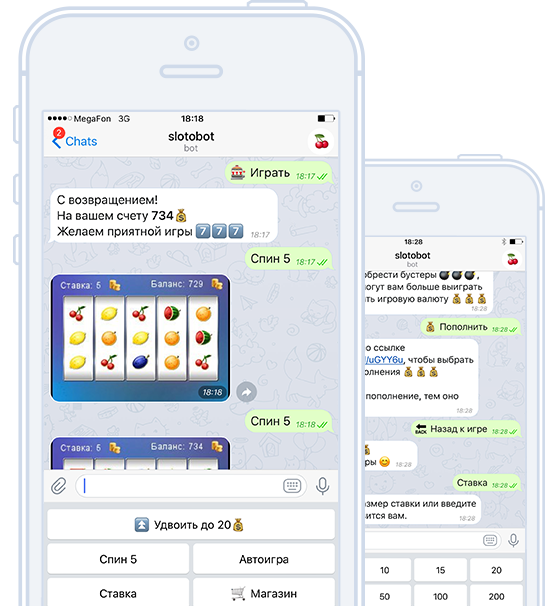 MegaFon 3G 18:18
2
Chats
slotobot
bot
🎰 Играть 18:17
С возвращением!
На вашем счету 734💰
Желаем приятной игры 7️⃣7️⃣7️⃣ 18:17
Спин 5 18:17
Ставка: 5 Баланс: 729
18:18
Спин 5 18:18
Ставка: 5 Баланс: 734
⏫ Удвоить до 20💰
Спин 5
Автоигра
Ставка
🛒 Магазин
18:28
slotobot
bot
обрести бустеры 💣💣💣,
могут вам больше выиграть
ать игровую валюту 💰💰💰
18:28
💰 Пополнить 18:28
о ссылке
/uGYY6u, чтобы выбрать
полнения 💰💰💰
пополнение, тем оно
18:28
🔙 Назад к игре 18:28
💰
ры 😊 18:28
Ставка 18:28
змер ставки или введите
вится вам. 18:28
10
15
20
50
100
200